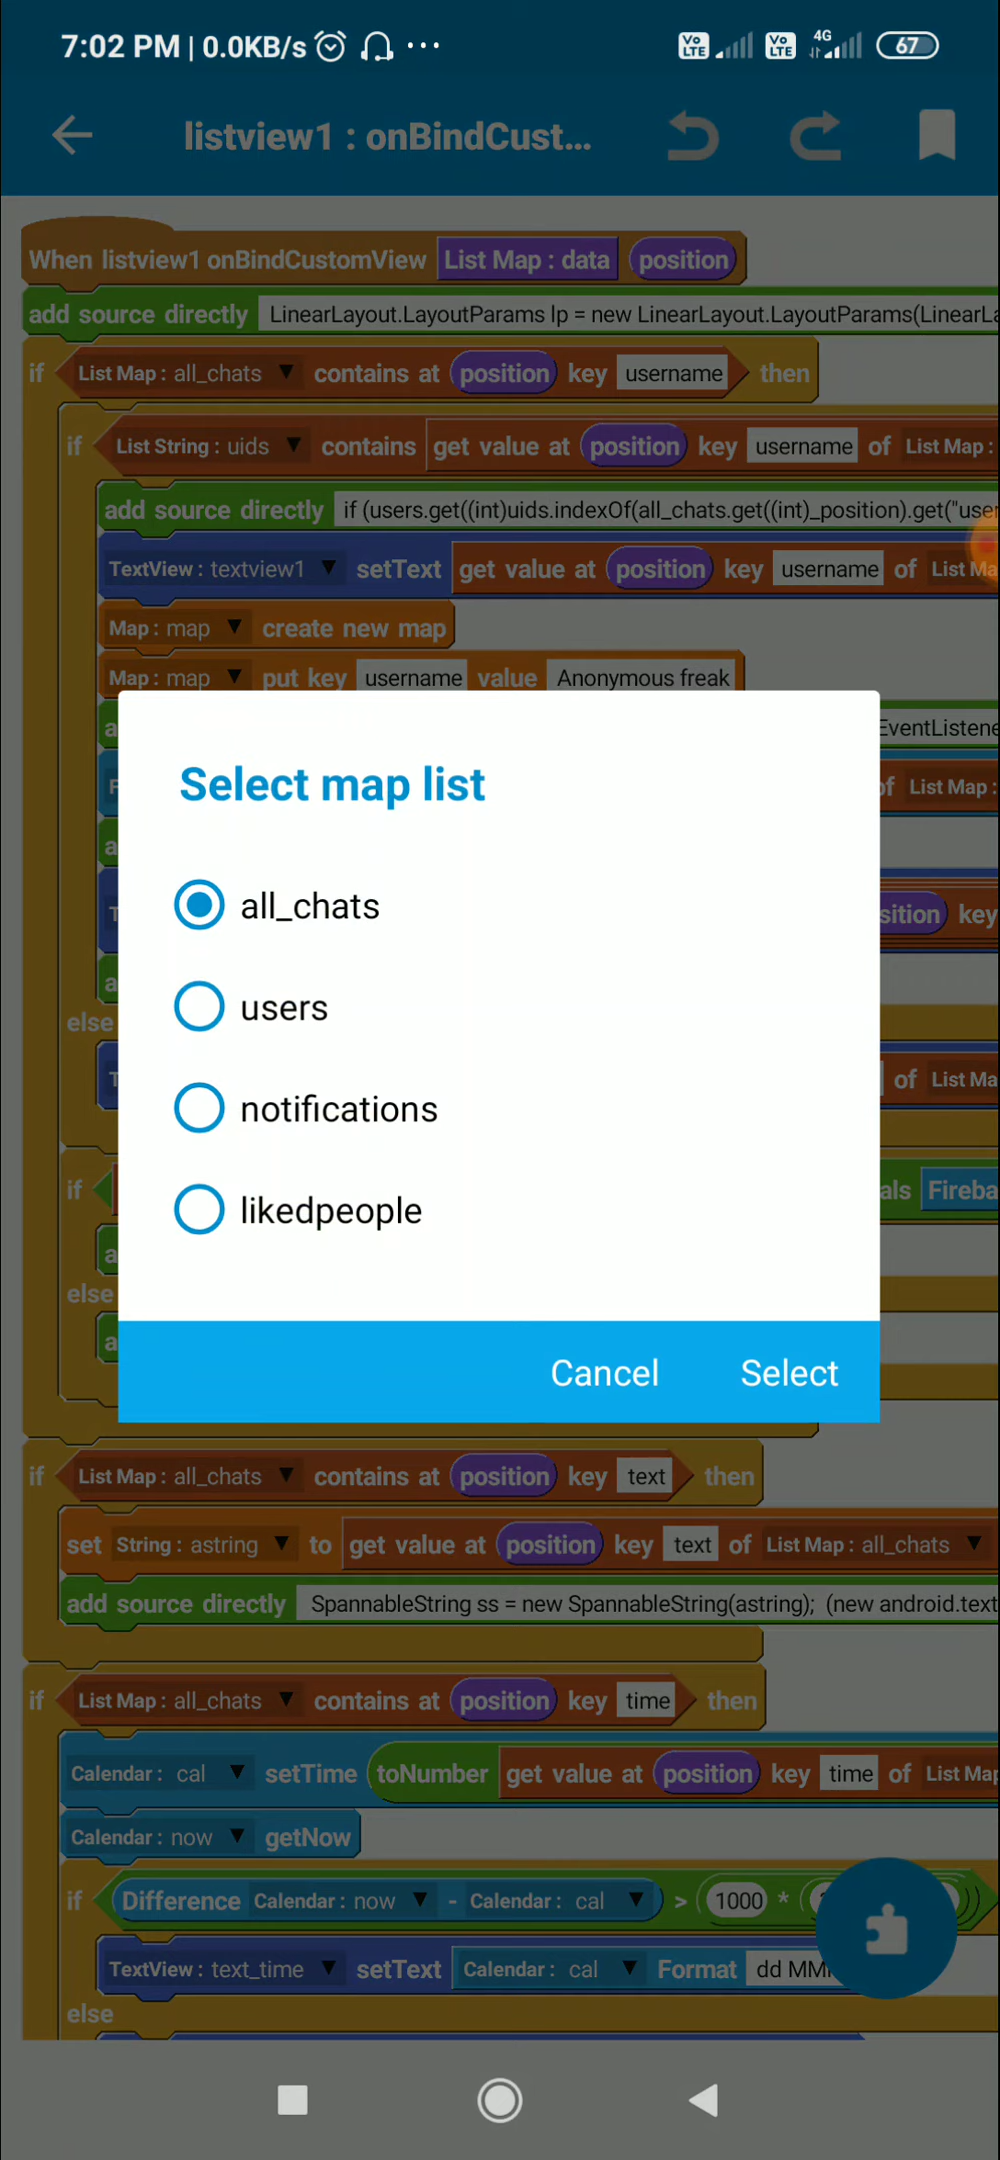 7:02 PM | 0.0KB/s ...
Vo LTE Vo LTE 4G 67
listview1 : onBindCust...
When listview1 onBindCustomView List Map : data position
add source directly LinearLayout.LayoutParams lp = new LinearLayout.LayoutParams(LinearLa
if List Map : all_chats contains at position key username then
if List String : uids contains get value at position key username of List Map :
add source directly if (users.get((int)uids.indexOf(all_chats.get((int)_position).get("user
TextView : textview1 setText get value at position key username of List Ma
Map : map create new map
Map : map put key username value Anonymous freak
a EventListene
Select map list
F of List Map :
a
all_chats
T sition key
a
users
else
T of List Ma
notifications
if als Fireba
likedpeople
a
else
a
Cancel Select
if List Map : all_chats contains at position key text then
set String : astring to get value at position key text of List Map : all_chats
add source directly SpannableString ss = new SpannableString(astring); (new android.text
if List Map : all_chats contains at position key time then
Calendar : cal setTime toNumber get value at position key time of List Map
Calendar : now getNow
if Difference Calendar : now - Calendar : cal > 1000 *
TextView : text_time setText Calendar : cal Format dd MM
else